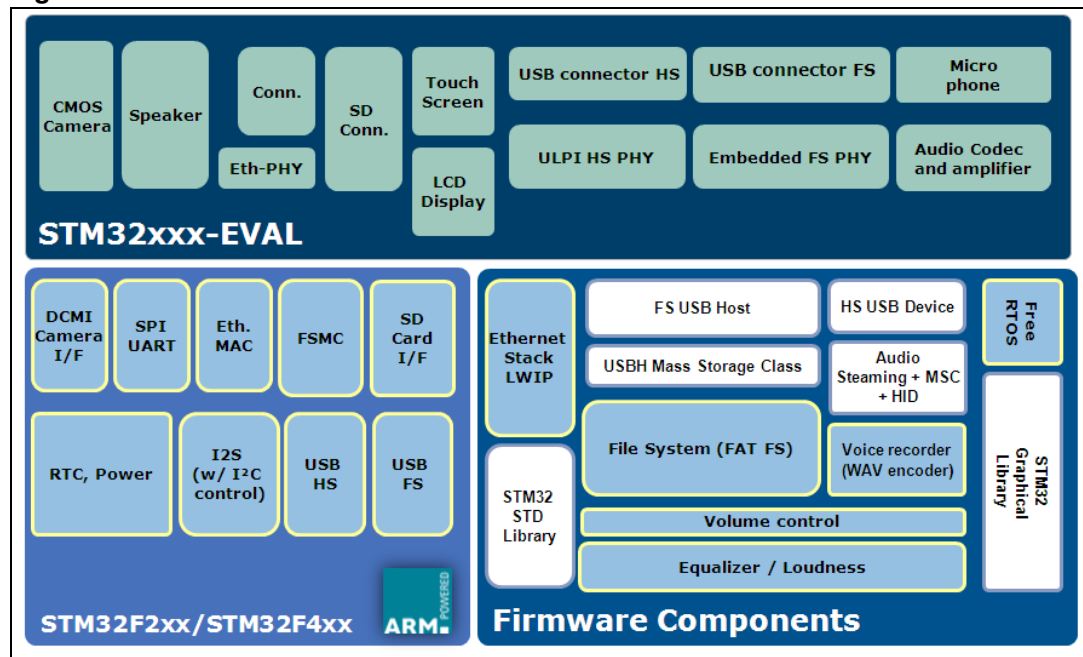 CMOS
Camera
Speaker
Conn.
Eth-PHY
SD
Conn.
Touch
Screen
LCD
Display
USB connector HS
USB connector FS
Micro
phone
ULPI HS PHY
Embedded FS PHY
Audio Codec
and amplifier
STM32xxx-EVAL
DCMI
Camera
I/F
SPI
UART
Eth.
MAC
FSMC
SD
Card
I/F
RTC, Power
I2S
(w/ I²C
control)
USB
HS
USB
FS
STM32F2xx/STM32F4xx
ARM
POWERED
Ethernet
Stack
LWIP
FS USB Host
HS USB Device
USBH Mass Storage Class
Audio
Steaming + MSC
+ HID
File System (FAT FS)
Voice recorder
(WAV encoder)
Free
RTOS
STM32
STD
Library
STM32
Graphical
Library
Volume control
Equalizer / Loudness
Firmware Components